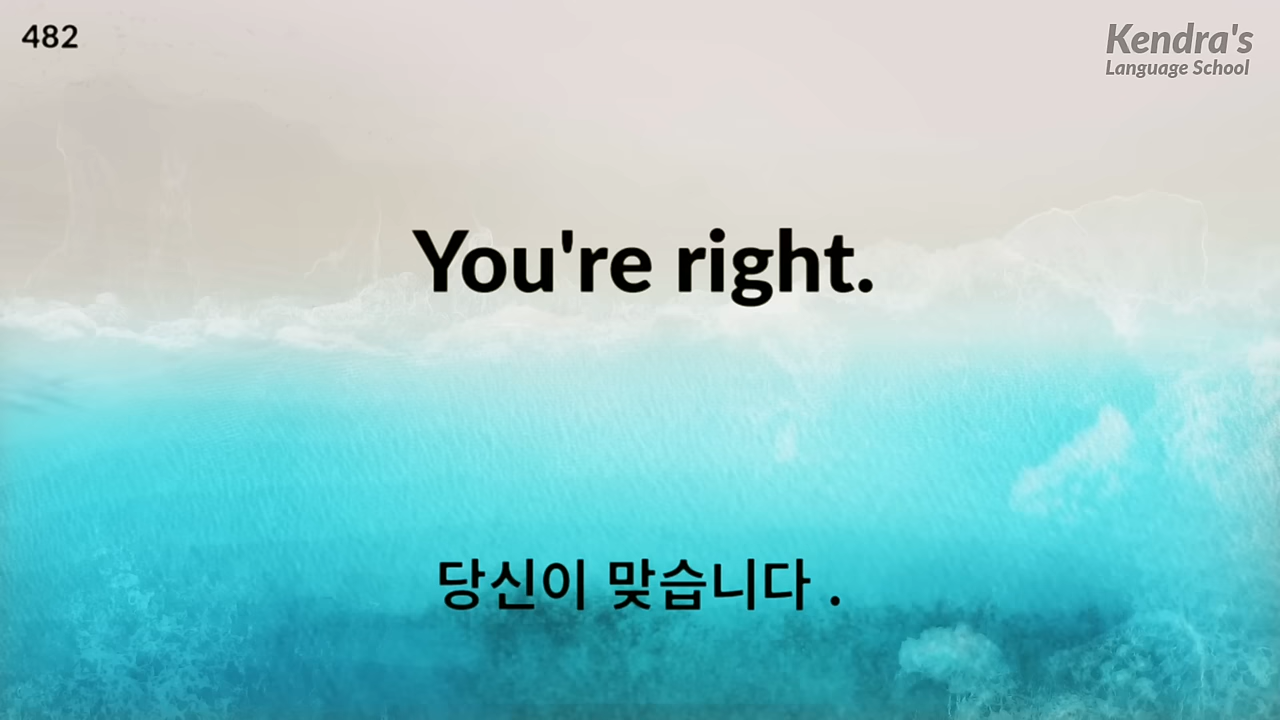 482
Kendra's
Language School
You're right.
당신이 맞습니다 .